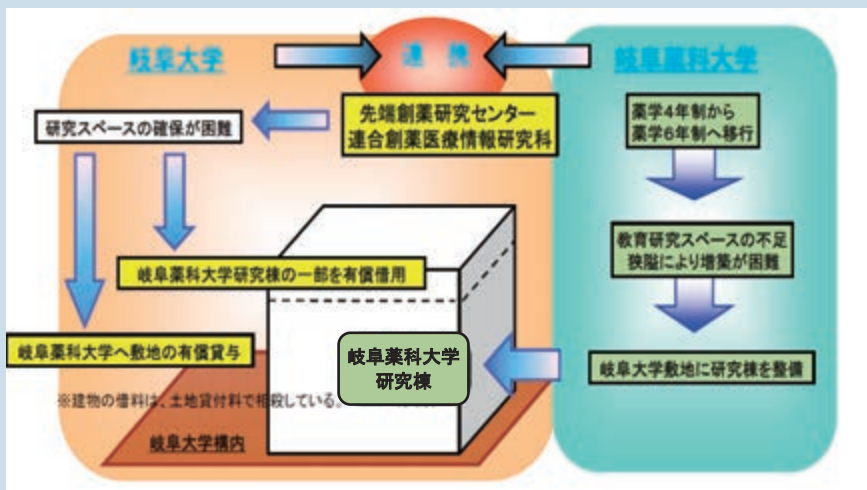 岐阜大学
連携
岐阜薬科大学
先端創薬研究センター
連合創薬医療情報研究科
研究スペースの確保が困難
薬学4年制から
薬学6年制へ移行
教育研究スペースの不足
狭隘により増築が困難
岐阜薬科大学研究棟の一部を有償借用
岐阜薬科大学へ敷地の有償貸与
岐阜薬科大学
研究棟
岐阜大学敷地に研究棟を整備
※建物の借料は、土地貸付料で相殺している。
岐阜大学構内